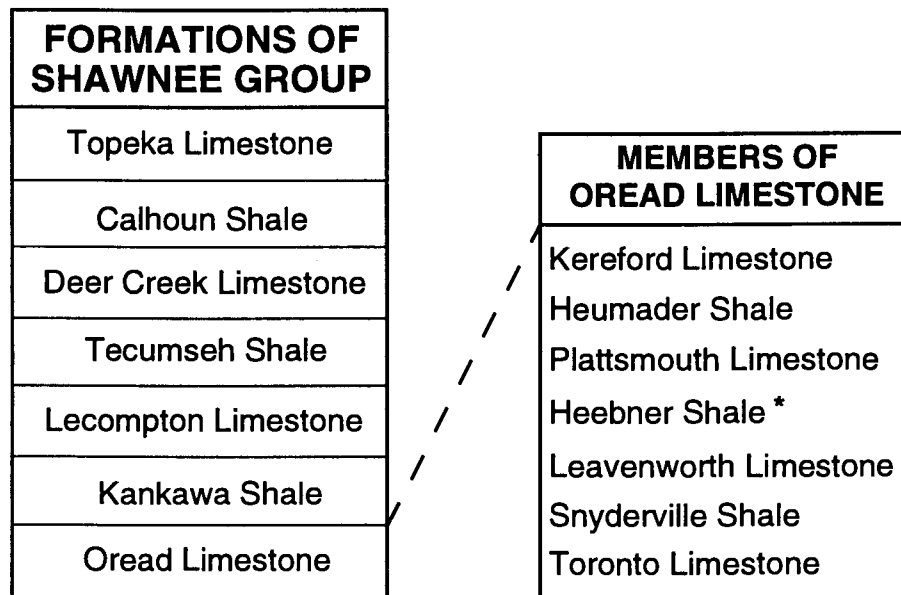 FORMATIONS OF
SHAWNEE GROUP
Topeka Limestone
Calhoun Shale
Deer Creek Limestone
Tecumseh Shale
Lecompton Limestone
Kankawa Shale
Oread Limestone
MEMBERS OF
OREAD LIMESTONE
Kereford Limestone
Heumader Shale
Plattsmouth Limestone
Heebner Shale *
Leavenworth Limestone
Snyderville Shale
Toronto Limestone